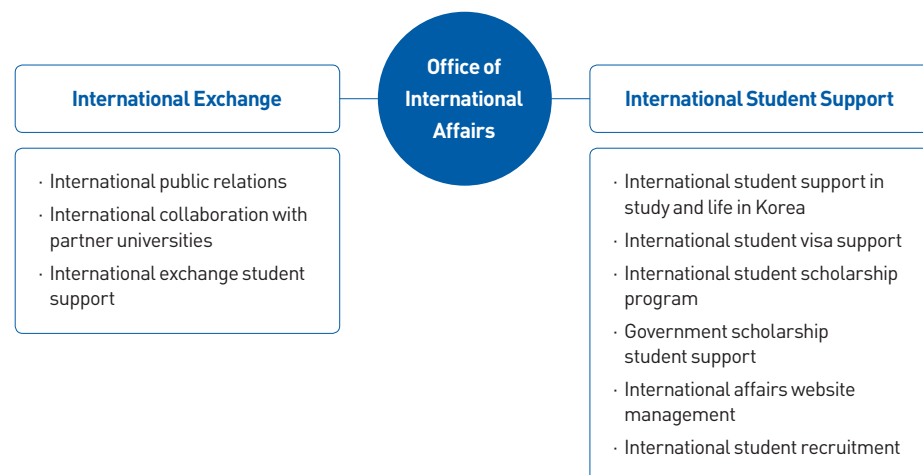 Office of
International
Affairs
International Exchange
· International public relations
· International collaboration with
partner universities
· International exchange student
support
International Student Support
· International student support in
study and life in Korea
· International student visa support
· International student scholarship
program
· Government scholarship
student support
· International affairs website
management
· International student recruitment